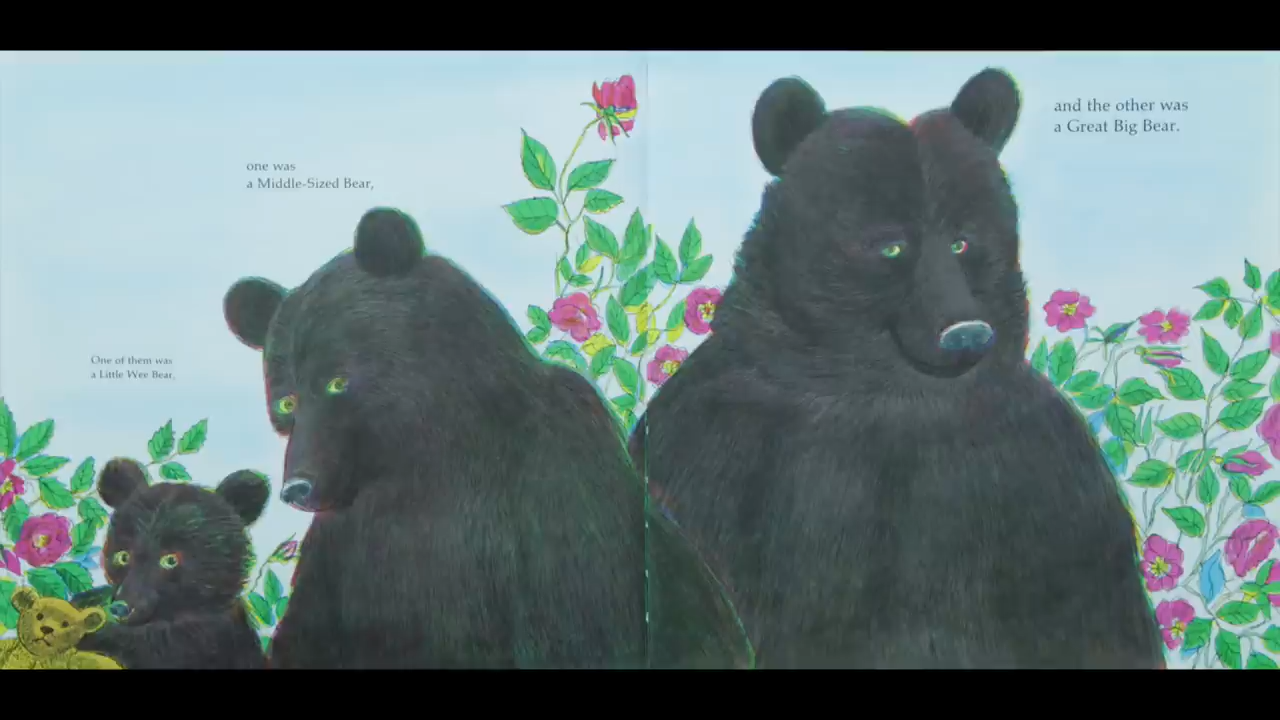 One of them was
a Little Wee Bear,
one was
a Middle-Sized Bear,
and the other was
a Great Big Bear.